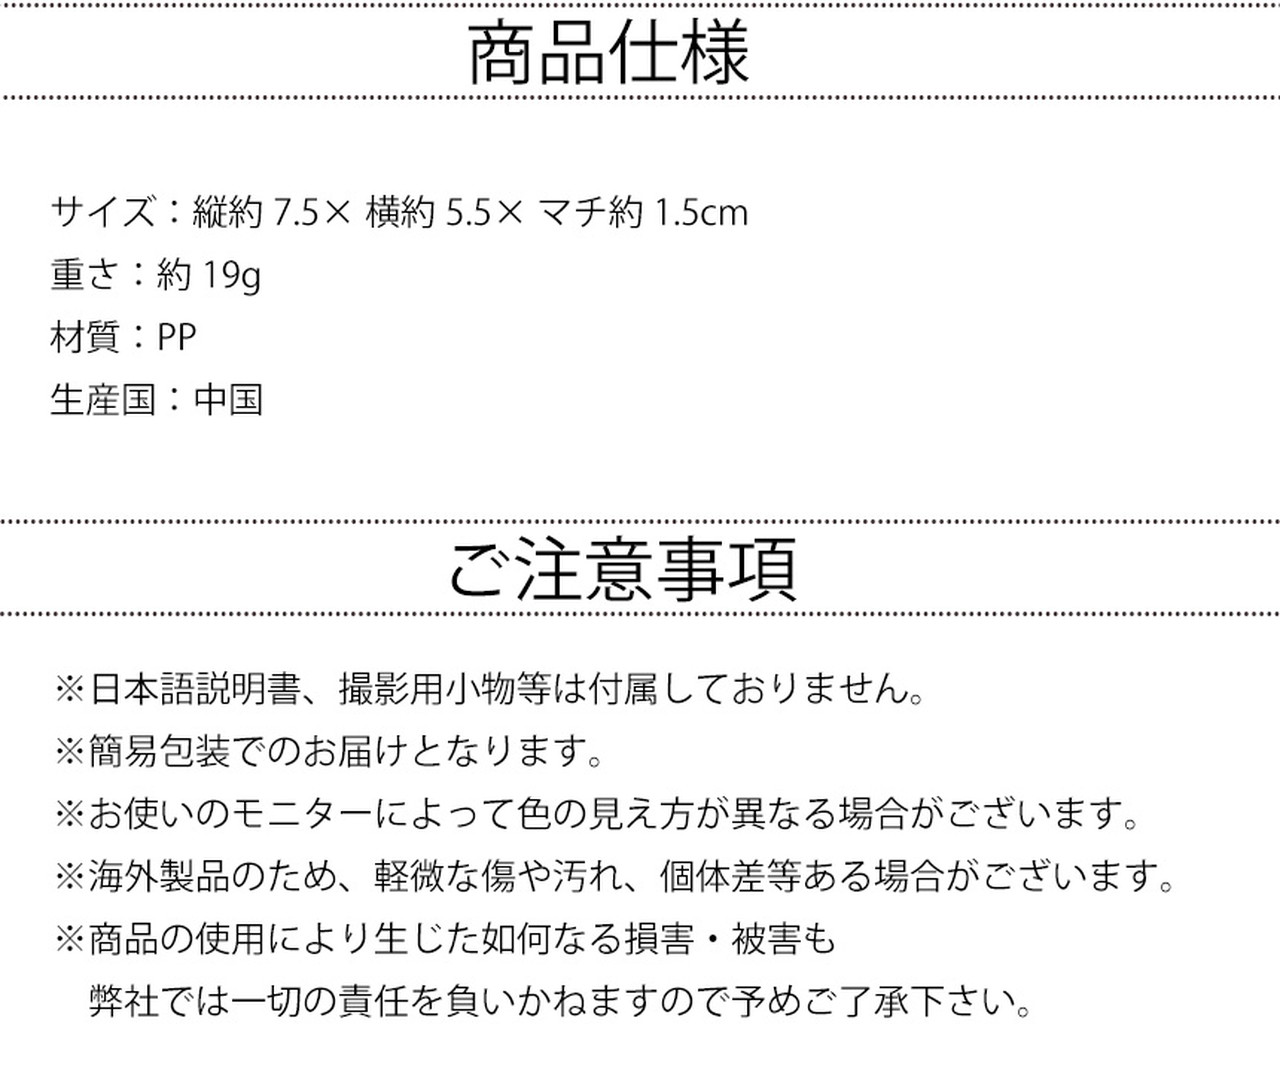 商品仕様
サイズ：縦約 7.5× 横約 5.5× マチ約 1.5cm
重さ：約 19g
材質：PP
生産国：中国
ご注意事項
※日本語説明書、撮影用小物等は付属しておりません。
※簡易包装でのお届けとなります。
※お使いのモニターによって色の見え方が異なる場合がございます。
※海外製品のため、軽微な傷や汚れ、個体差等ある場合がございます。
※商品の使用により生じた如何なる損害・被害も
弊社では一切の責任を負いかねますので予めご了承下さい。